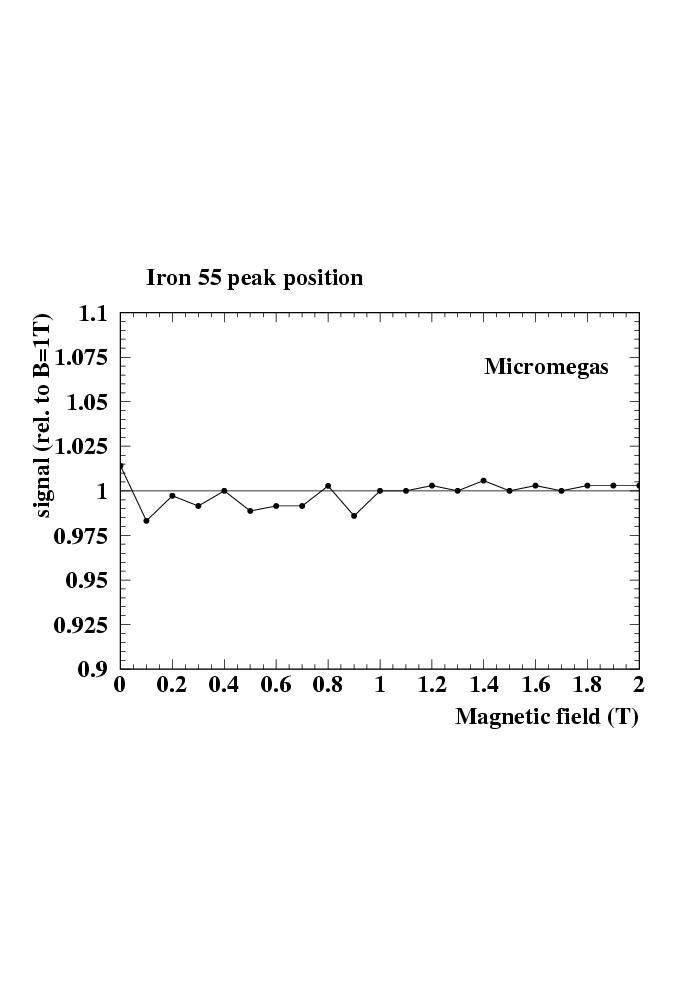 Iron 55 peak position
signal (rel. to B=1T)
1.1
1.075
1.05
1.025
1
0.975
0.95
0.925
0.9
Micromegas
0 0.2 0.4 0.6 0.8 1 1.2 1.4 1.6 1.8 2
Magnetic field (T)